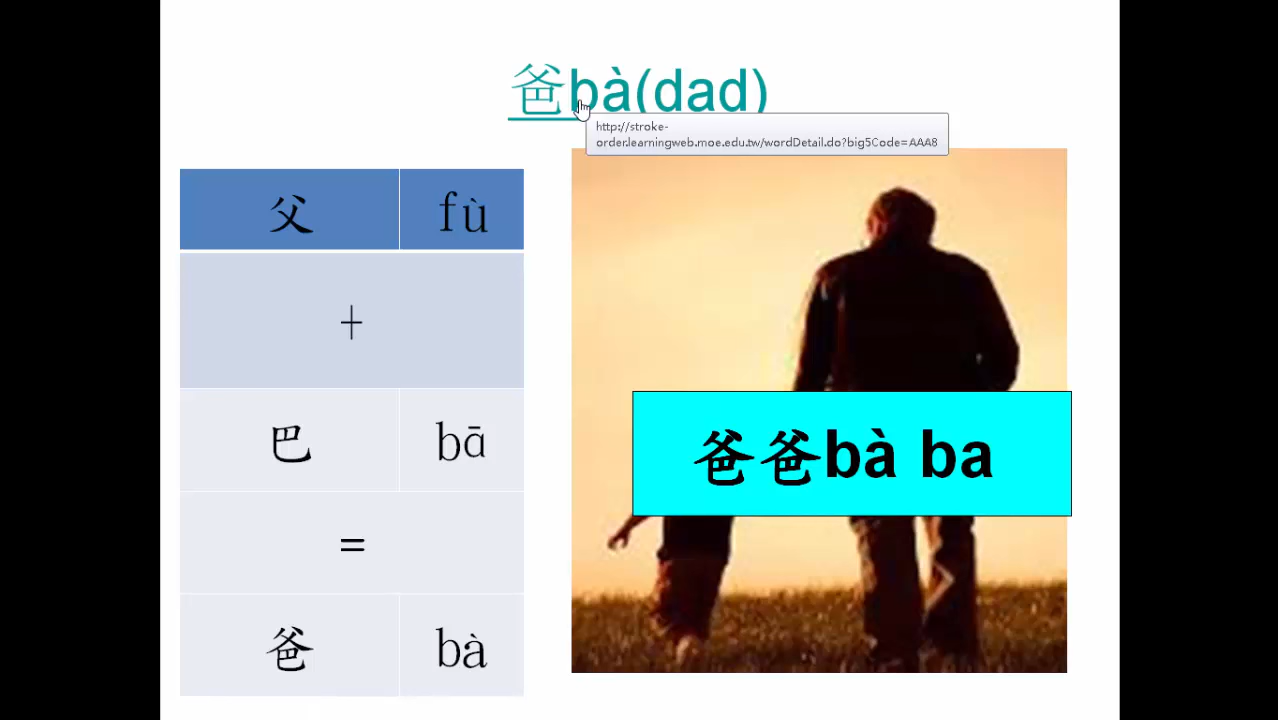 爸bà(dad)
http://stroke-
order.learningweb.moe.edu.tw/wordDetail.do?big5Code=AAA8
父 fù
+
巴 bā
=
爸 bà
爸爸bà ba